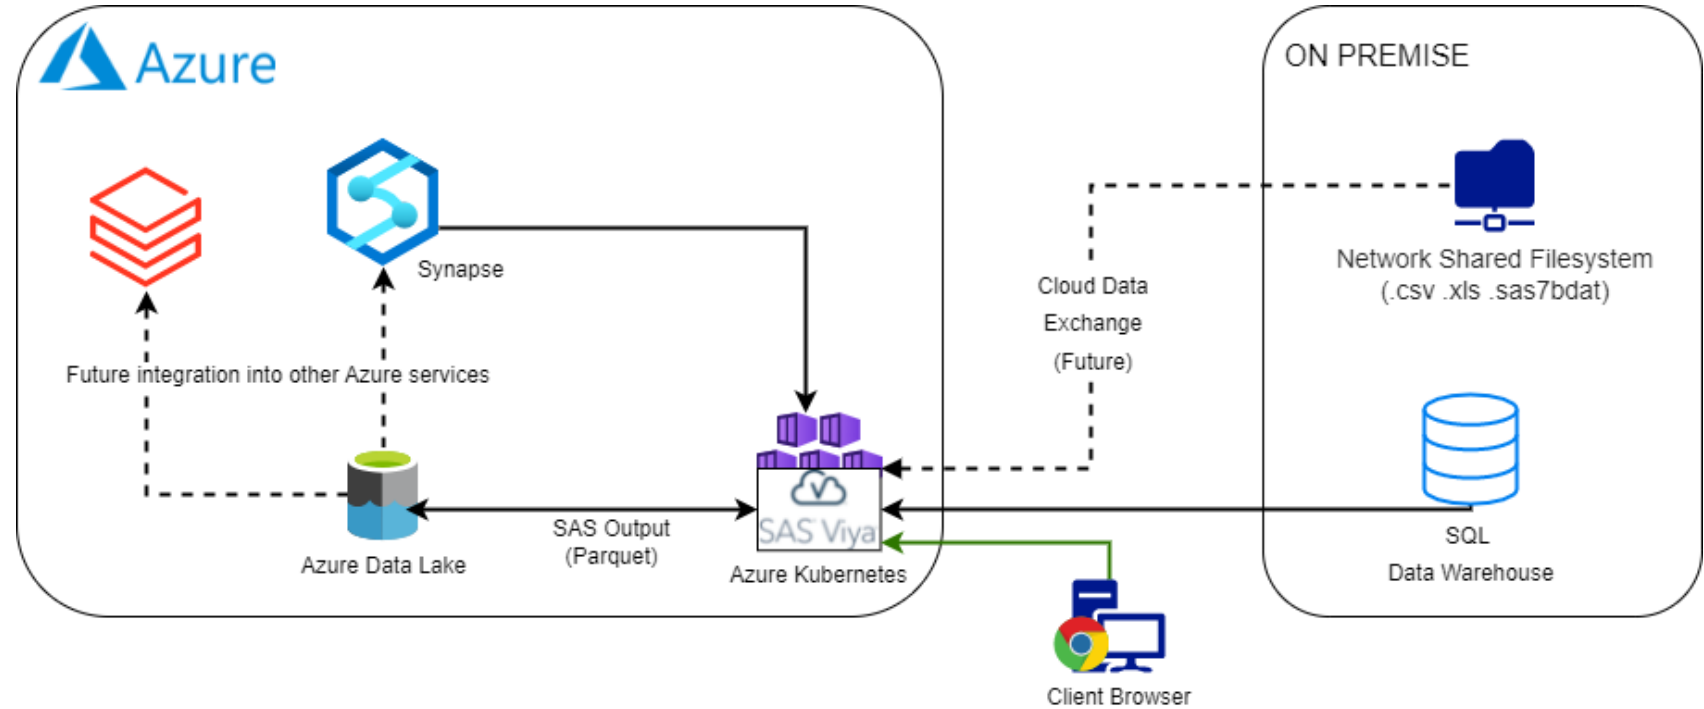 Azure
ON PREMISE
Synapse
Network Shared Filesystem
(.csv .xls .sas7bdat)
Cloud Data
Exchange
(Future)
Future integration into other Azure services
SAS Viya
SAS Output
(Parquet)
Azure Data Lake
Azure Kubernetes
SQL
Data Warehouse
Client Browser